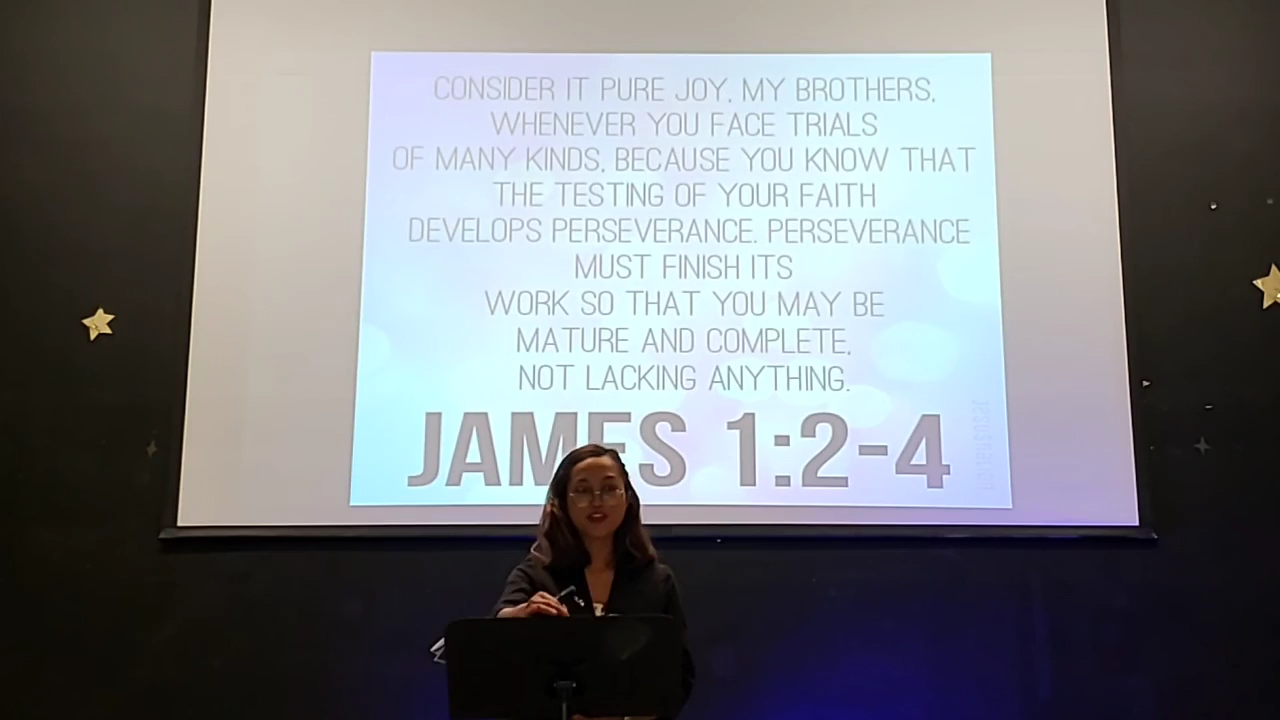 CONSIDER IT PURE JOY, MY BROTHERS,
WHENEVER YOU FACE TRIALS
OF MANY KINDS, BECAUSE YOU KNOW THAT
THE TESTING OF YOUR FAITH
DEVELOPS PERSEVERANCE. PERSEVERANCE
MUST FINISH ITS
WORK SO THAT YOU MAY BE
MATURE AND COMPLETE,
NOT LACKING ANYTHING.
JAMES 1:2-4